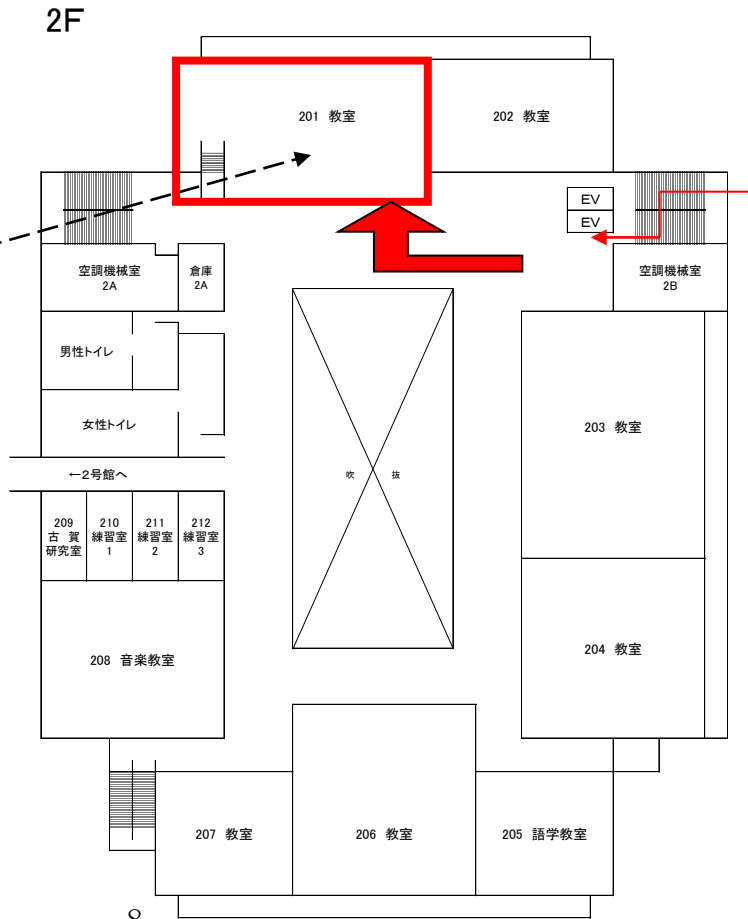 2F
201 教室
202 教室
EV
EV
空調機械室
2A
倉庫
2A
空調機械室
2B
男性トイレ
女性トイレ
203 教室
←2号館へ
吹 抜
209
古 賀
研究室
210
練習室
1
211
練習室
2
212
練習室
3
208 音楽教室
204 教室
207 教室
206 教室
205 語学教室
8